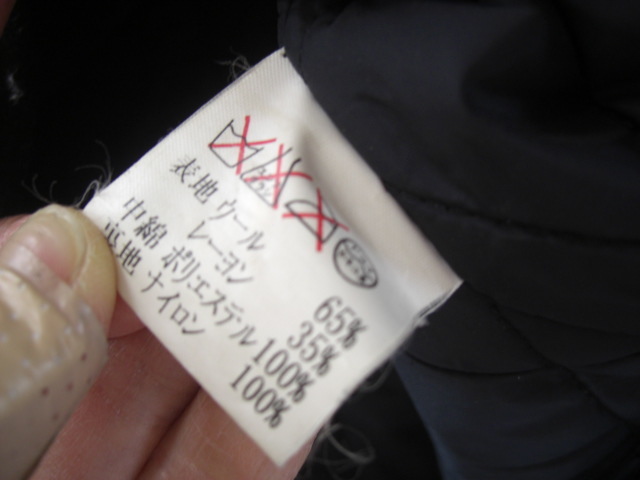 表地 ウール 65%
レーヨン 35%
中綿 ポリエステル 100%
裏地 ナイロン 100%